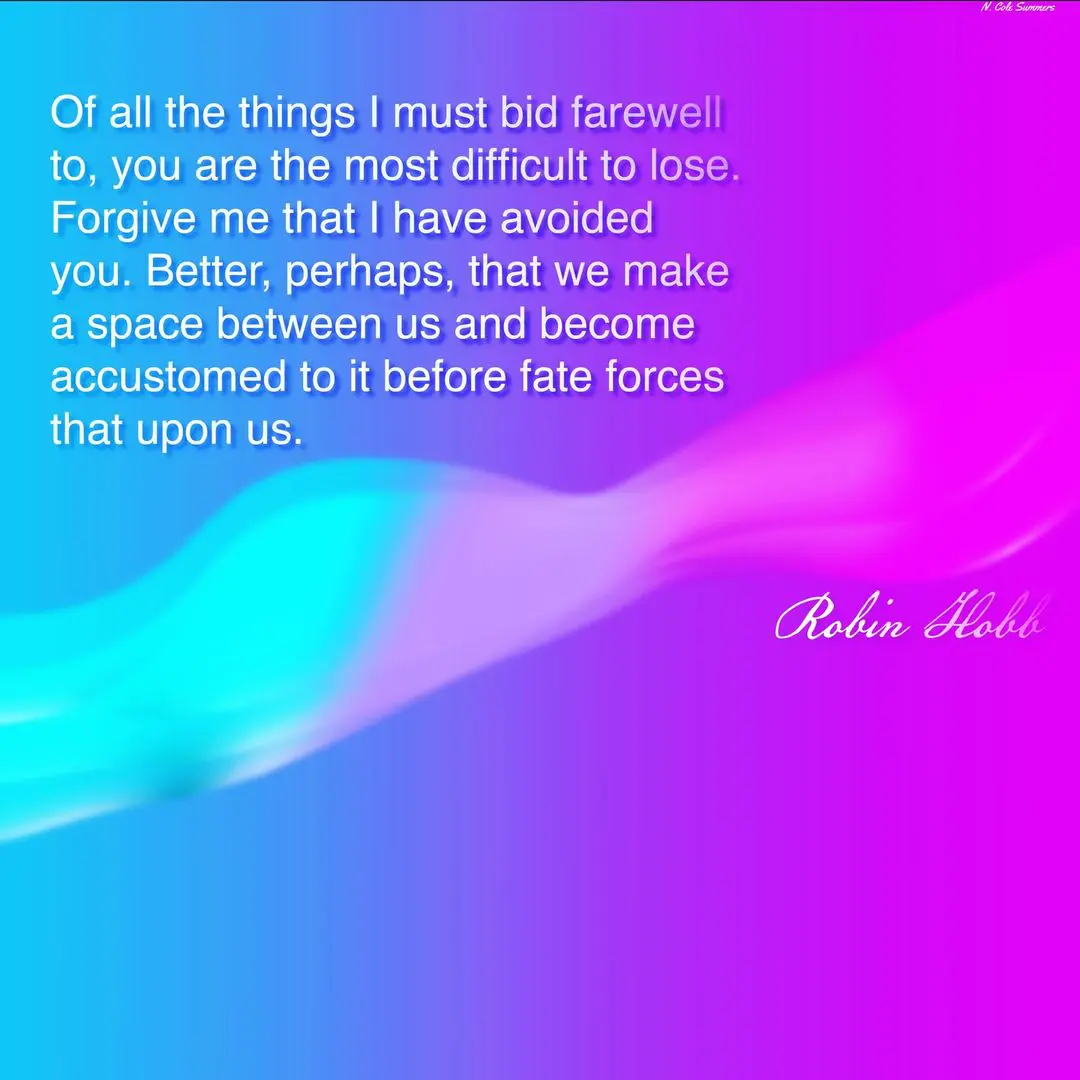 N. Cole Summers
Of all the things I must bid farewell
to, you are the most difficult to lose.
Forgive me that I have avoided
you. Better, perhaps, that we make
a space between us and become
accustomed to it before fate forces
that upon us.
Robin Hobb